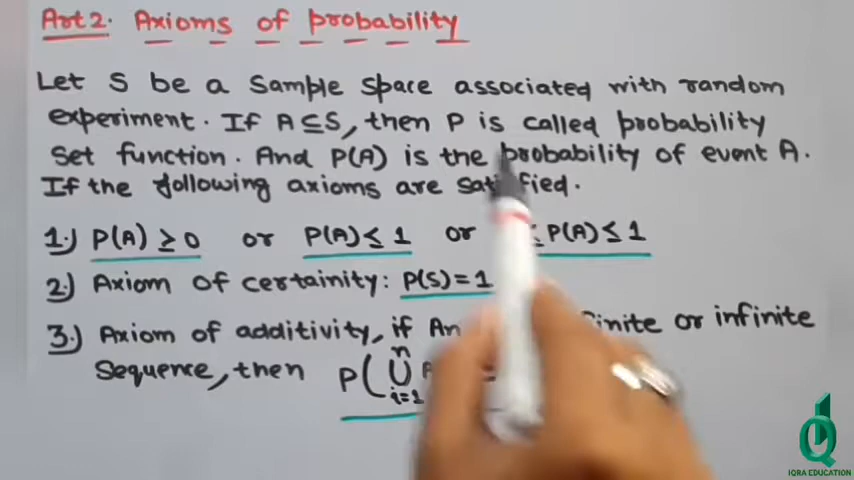 Art 2. Axioms of probability
Let S be a Sample space associated with random
experiment. If A⊆S, then P is called probability
Set function. And P(A) is the probability of event A.
If the following axioms are satisfied.
1.) P(A) ≥ 0 or P(A) ≤ 1 or ≤ P(A) ≤ 1
2.) Axiom of certainity: P(S) = 1
3.) Axiom of additivity, if An finite or infinite
Sequence, then P(⋃ⁿᵢ₌₁ A
IQRA EDUCATION